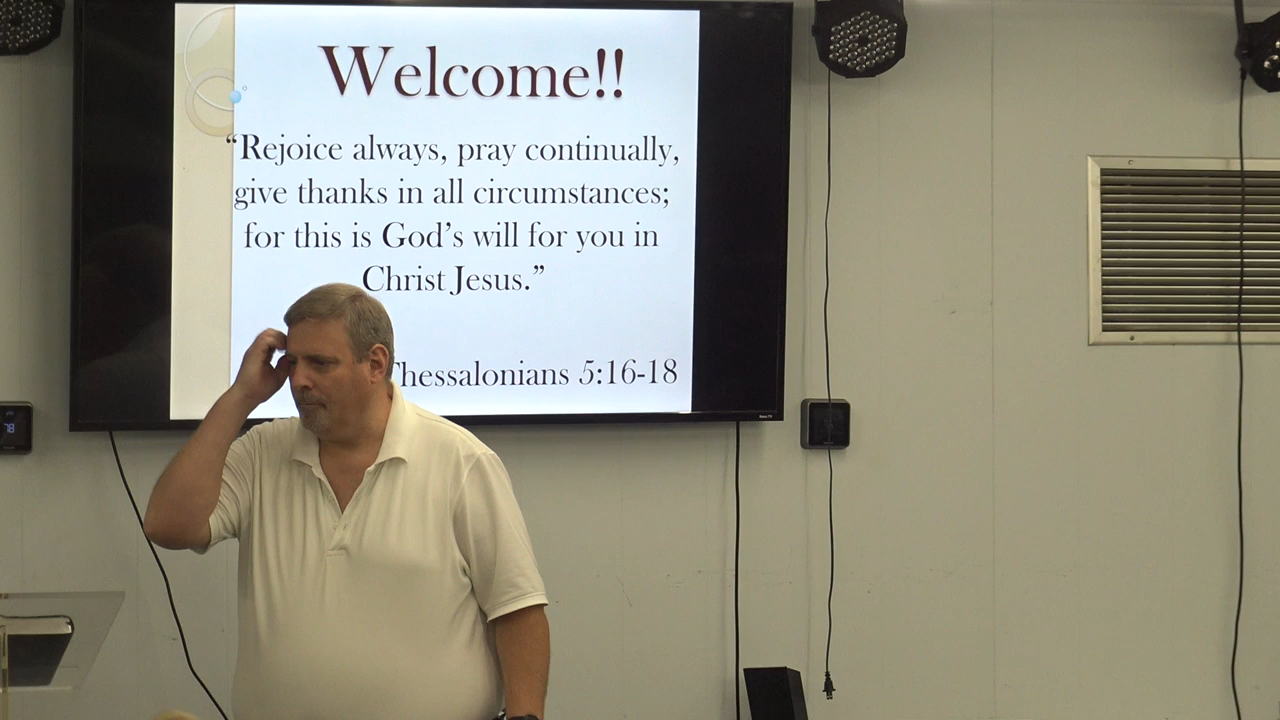 Welcome!!
“Rejoice always, pray continually,
give thanks in all circumstances;
for this is God’s will for you in
Christ Jesus.”
Thessalonians 5:16-18
78